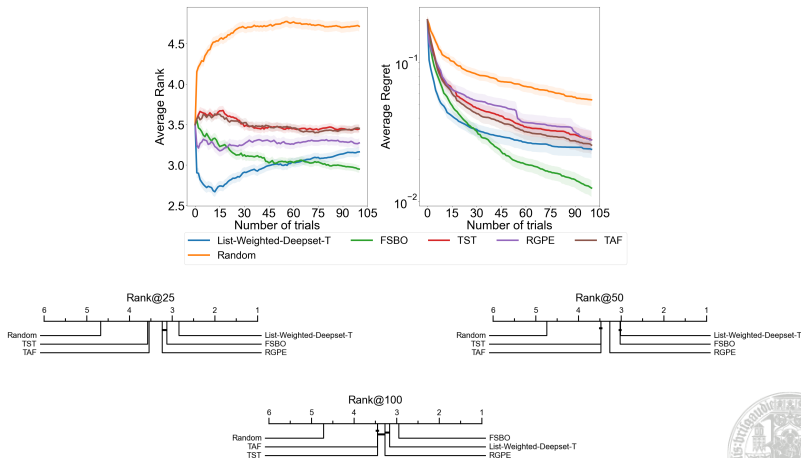 Average Rank
4.5
4.0
3.5
3.0
2.5
0 15 30 45 60 75 90 105
Number of trials
Average Regret
10⁻¹
10⁻²
0 15 30 45 60 75 90 105
Number of trials
List-Weighted-Deepset-T FSBO TST RGPE TAF
Random
Rank@25
6 5 4 3 2 1
Random List-Weighted-Deepset-T
TST FSBO
TAF RGPE
Rank@50
6 5 4 3 2 1
Random List-Weighted-Deepset-T
TST FSBO
TAF RGPE
Rank@100
6 5 4 3 2 1
Random FSBO
TAF List-Weighted-Deepset-T
TST RGPE